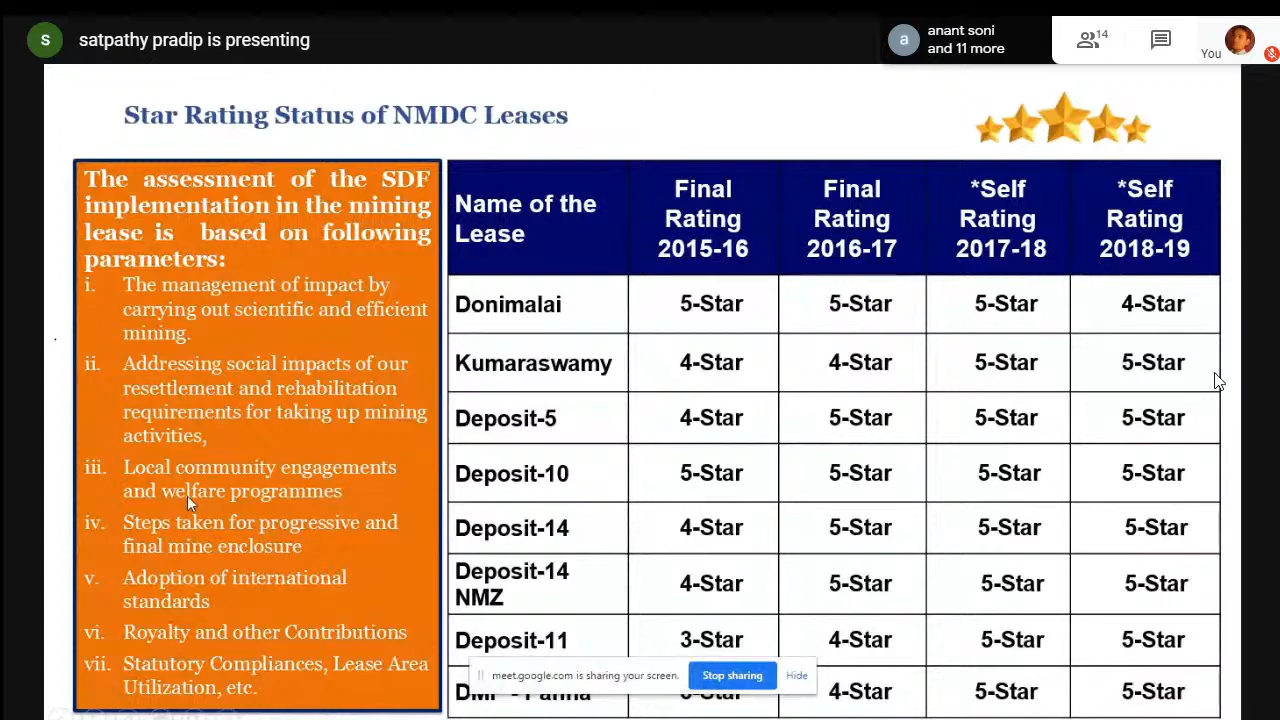 s satpathy pradip is presenting
a anant soni
and 11 more
14
You
Star Rating Status of NMDC Leases
The assessment of the SDF
implementation in the mining
lease is based on following
parameters:
i. The management of impact by
carrying out scientific and efficient
mining.
ii. Addressing social impacts of our
resettlement and rehabilitation
requirements for taking up mining
activities,
iii. Local community engagements
and welfare programmes
iv. Steps taken for progressive and
final mine enclosure
v. Adoption of international
standards
vi. Royalty and other Contributions
vii. Statutory Compliances, Lease Area
Utilization, etc.
Name of the Lease Final Rating 2015-16 Final Rating 2016-17 *Self Rating 2017-18 *Self Rating 2018-19
Donimalai 5-Star 5-Star 5-Star 4-Star
Kumaraswamy 4-Star 4-Star 5-Star 5-Star
Deposit-5 4-Star 5-Star 5-Star 5-Star
Deposit-10 5-Star 5-Star 5-Star 5-Star
Deposit-14 4-Star 5-Star 5-Star 5-Star
Deposit-14 NMZ 4-Star 5-Star 5-Star 5-Star
Deposit-11 3-Star 4-Star 5-Star 5-Star
4-Star 5-Star 5-Star
meet.google.com is sharing your screen. Stop sharing Hide